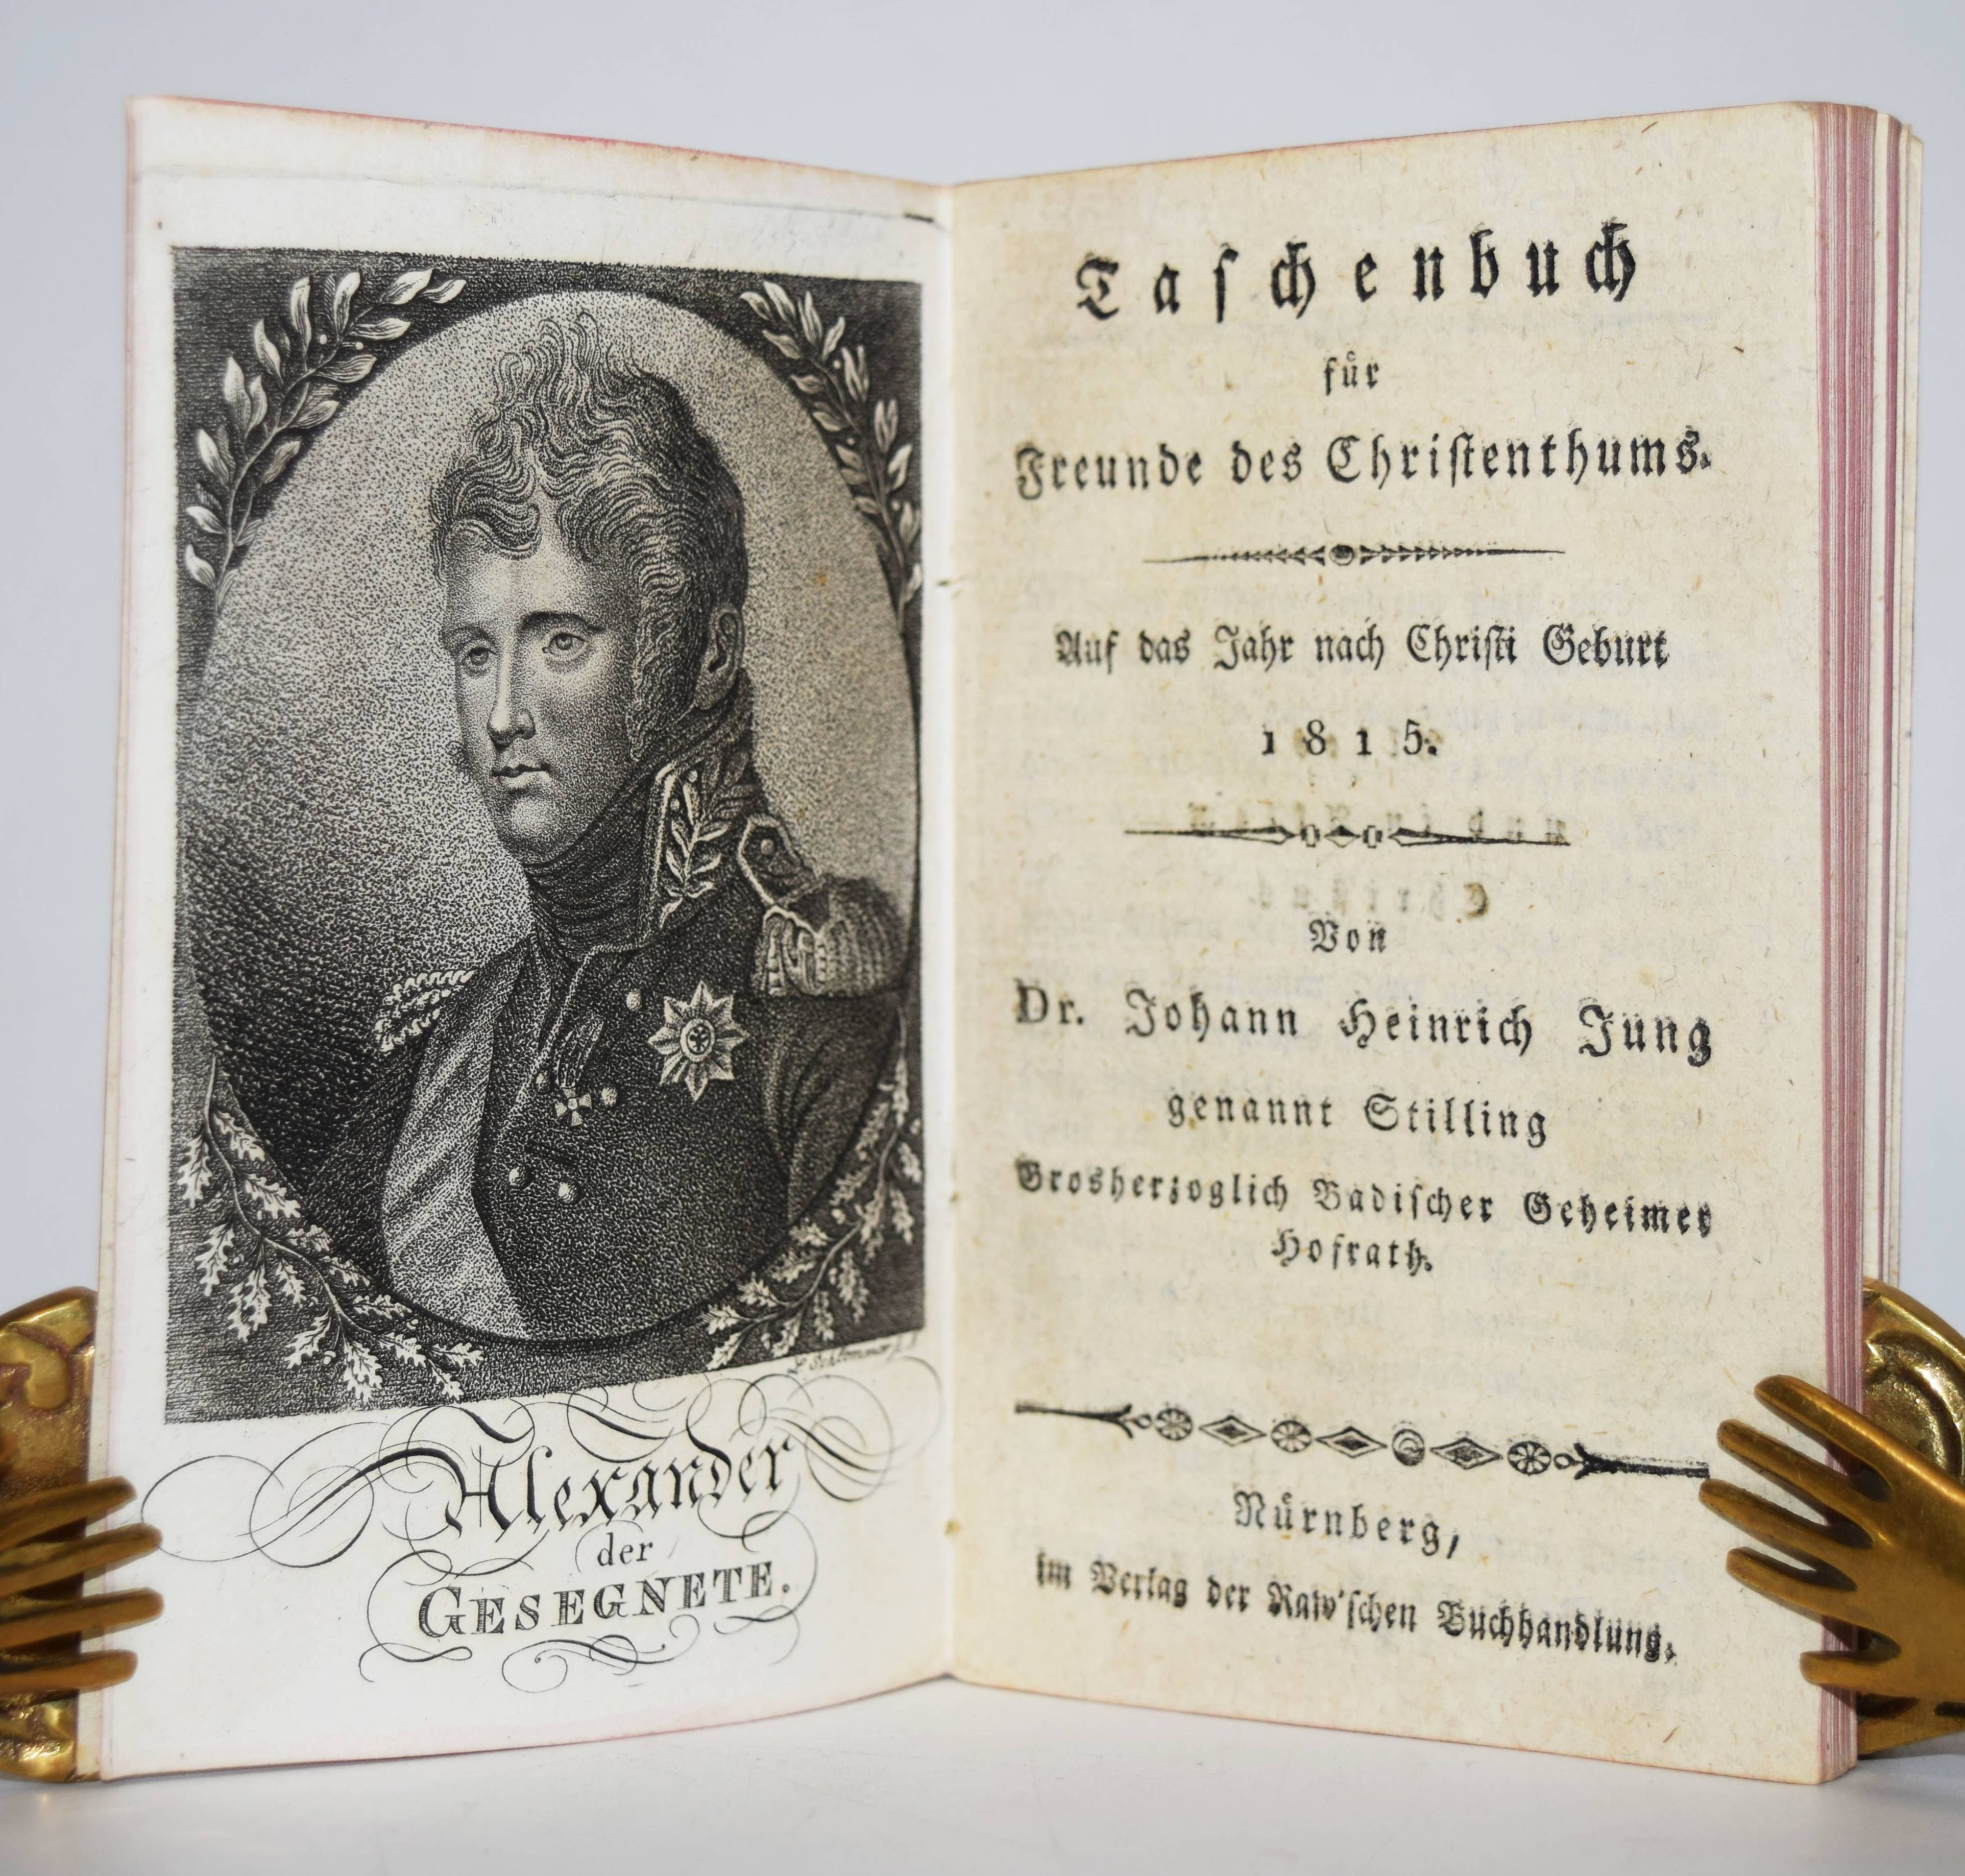 L Schlemmer
Alexander
der
GESEGNETE.
Taſchenbuch
für
Freunde des Chriſtenthums.
Auf das Jahr nach Chriſti Geburt
1815.
Von
Dr. Johann Heinrich Jung
genannt Stilling
Grosherzoglich Badiſcher Geheimer
Hofrath.
Nürnberg,
im Verlag der Raw'ſchen Buchhandlung.